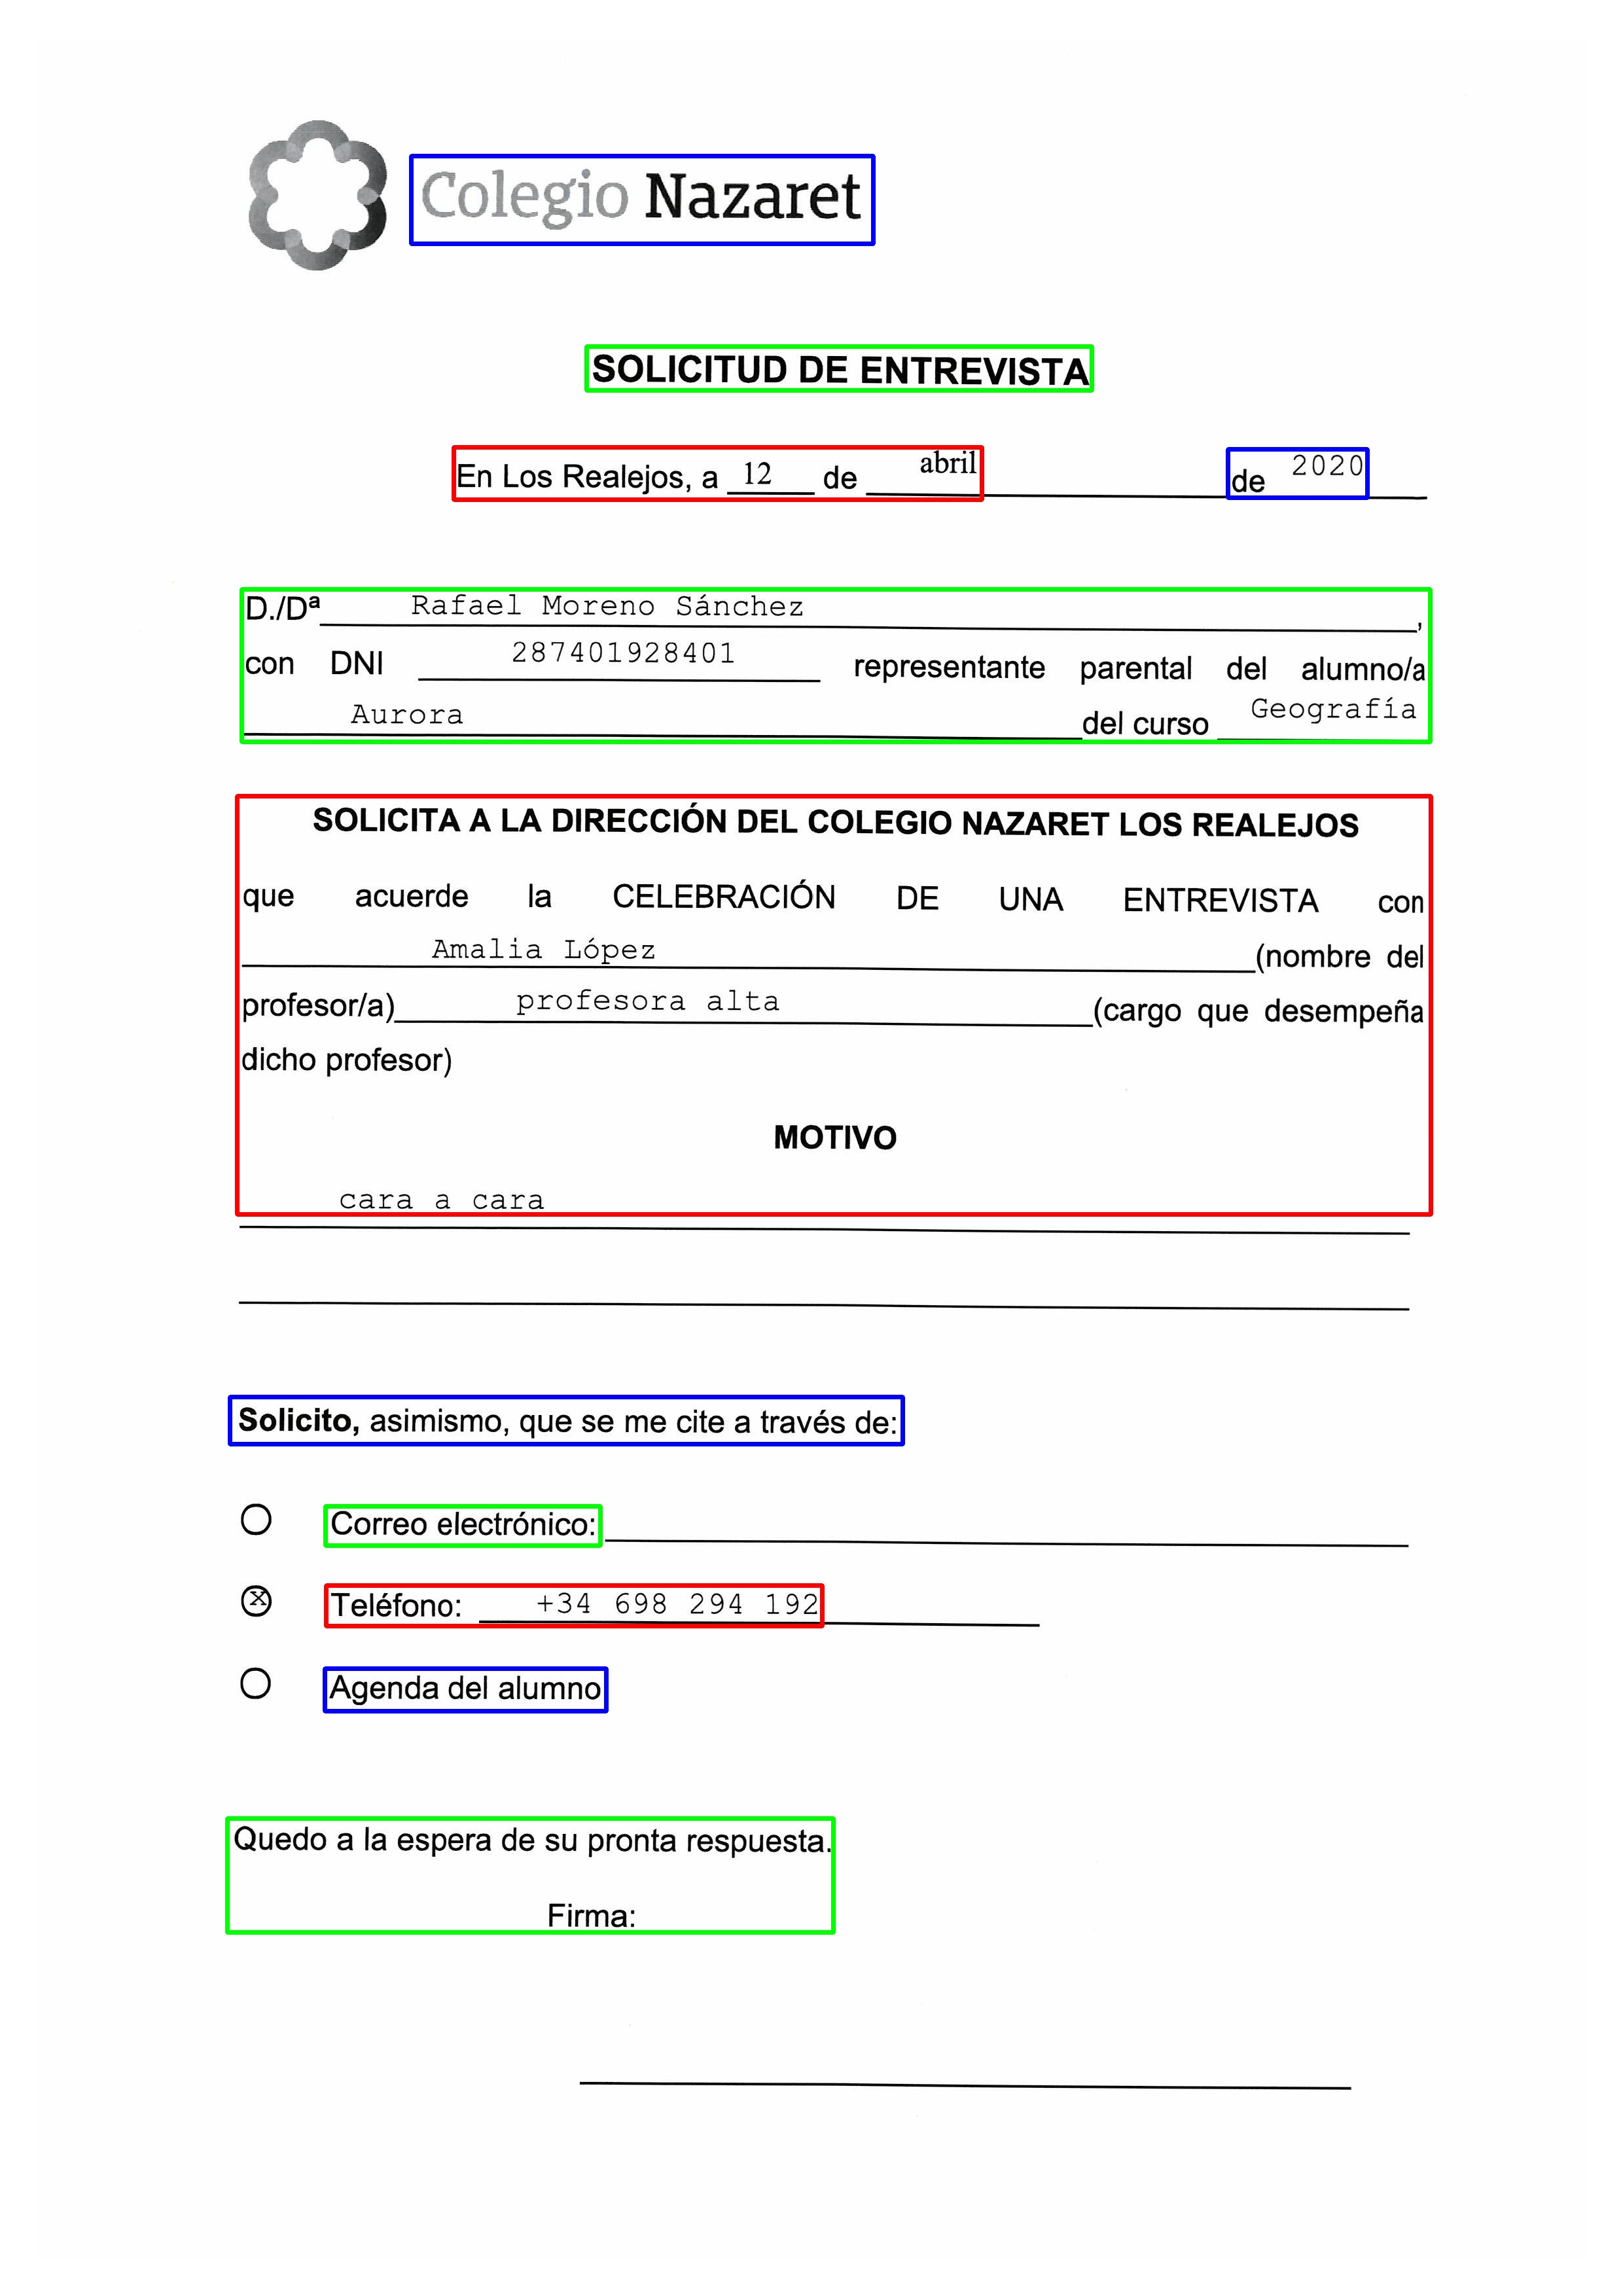 Colegio Nazaret
SOLICITUD DE ENTREVISTA
En Los Realejos, a 12 de abril de 2020
D./Dª Rafael Moreno Sánchez,
con DNI 287401928401 representante parental del alumno/a
Aurora del curso Geografía
SOLICITA A LA DIRECCIÓN DEL COLEGIO NAZARET LOS REALEJOS
que acuerde la CELEBRACIÓN DE UNA ENTREVISTA con
Amalia López (nombre del
profesor/a) profesora alta (cargo que desempeña
dicho profesor)
MOTIVO
cara a cara
Solicito, asimismo, que se me cite a través de:
Correo electrónico:
X Teléfono: +34 698 294 192
Agenda del alumno
Quedo a la espera de su pronta respuesta.
Firma: